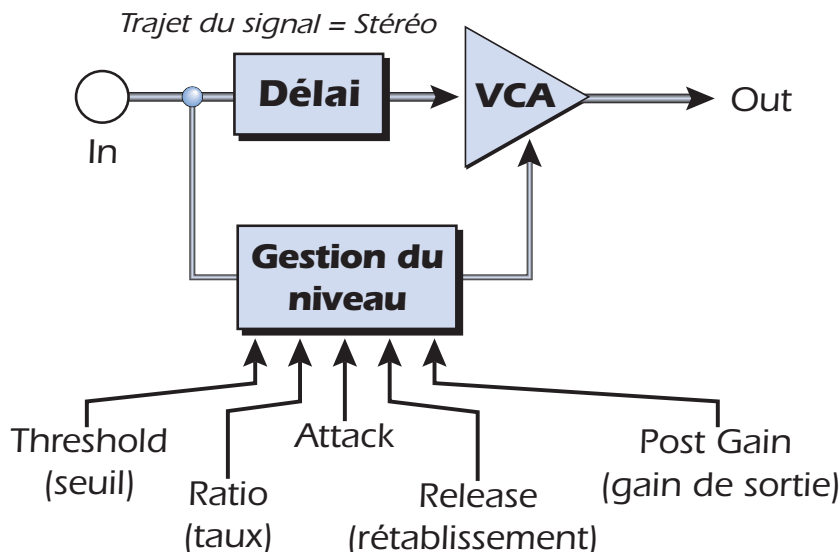 Trajet du signal = Stéréo
In
Délai
VCA
Out
Gestion du
niveau
Threshold
(seuil)
Ratio
(taux)
Attack
Release
(rétablissement)
Post Gain
(gain de sortie)